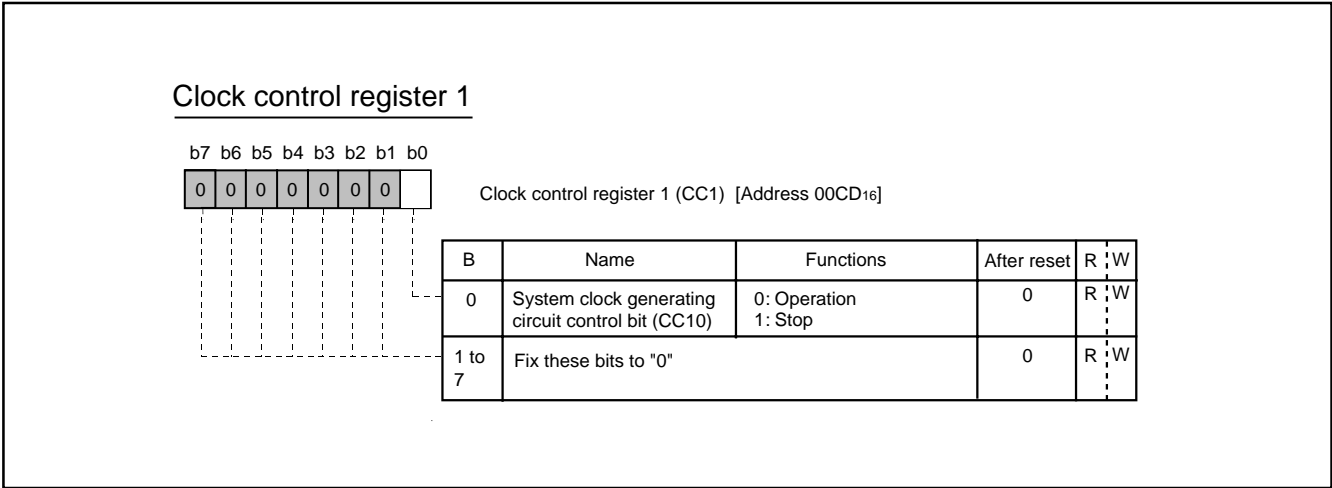 Clock control register 1
b7 b6 b5 b4 b3 b2 b1 b0
0 0 0 0 0 0 0
Clock control register 1 (CC1) [Address 00CD16]
B Name Functions After reset R W
0 System clock generating circuit control bit (CC10) 0: Operation 1: Stop 0 R W
1 to 7 Fix these bits to "0" 0 R W